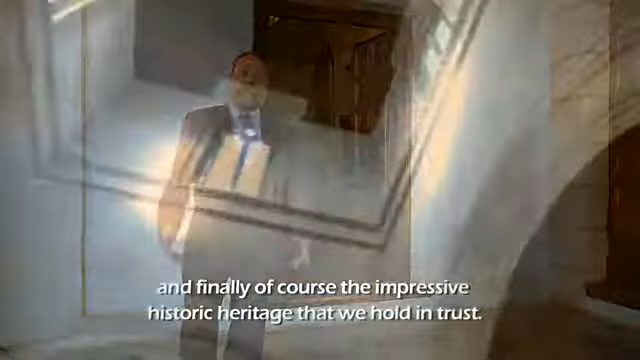 and finally of course the impressive
historic heritage that we hold in trust.